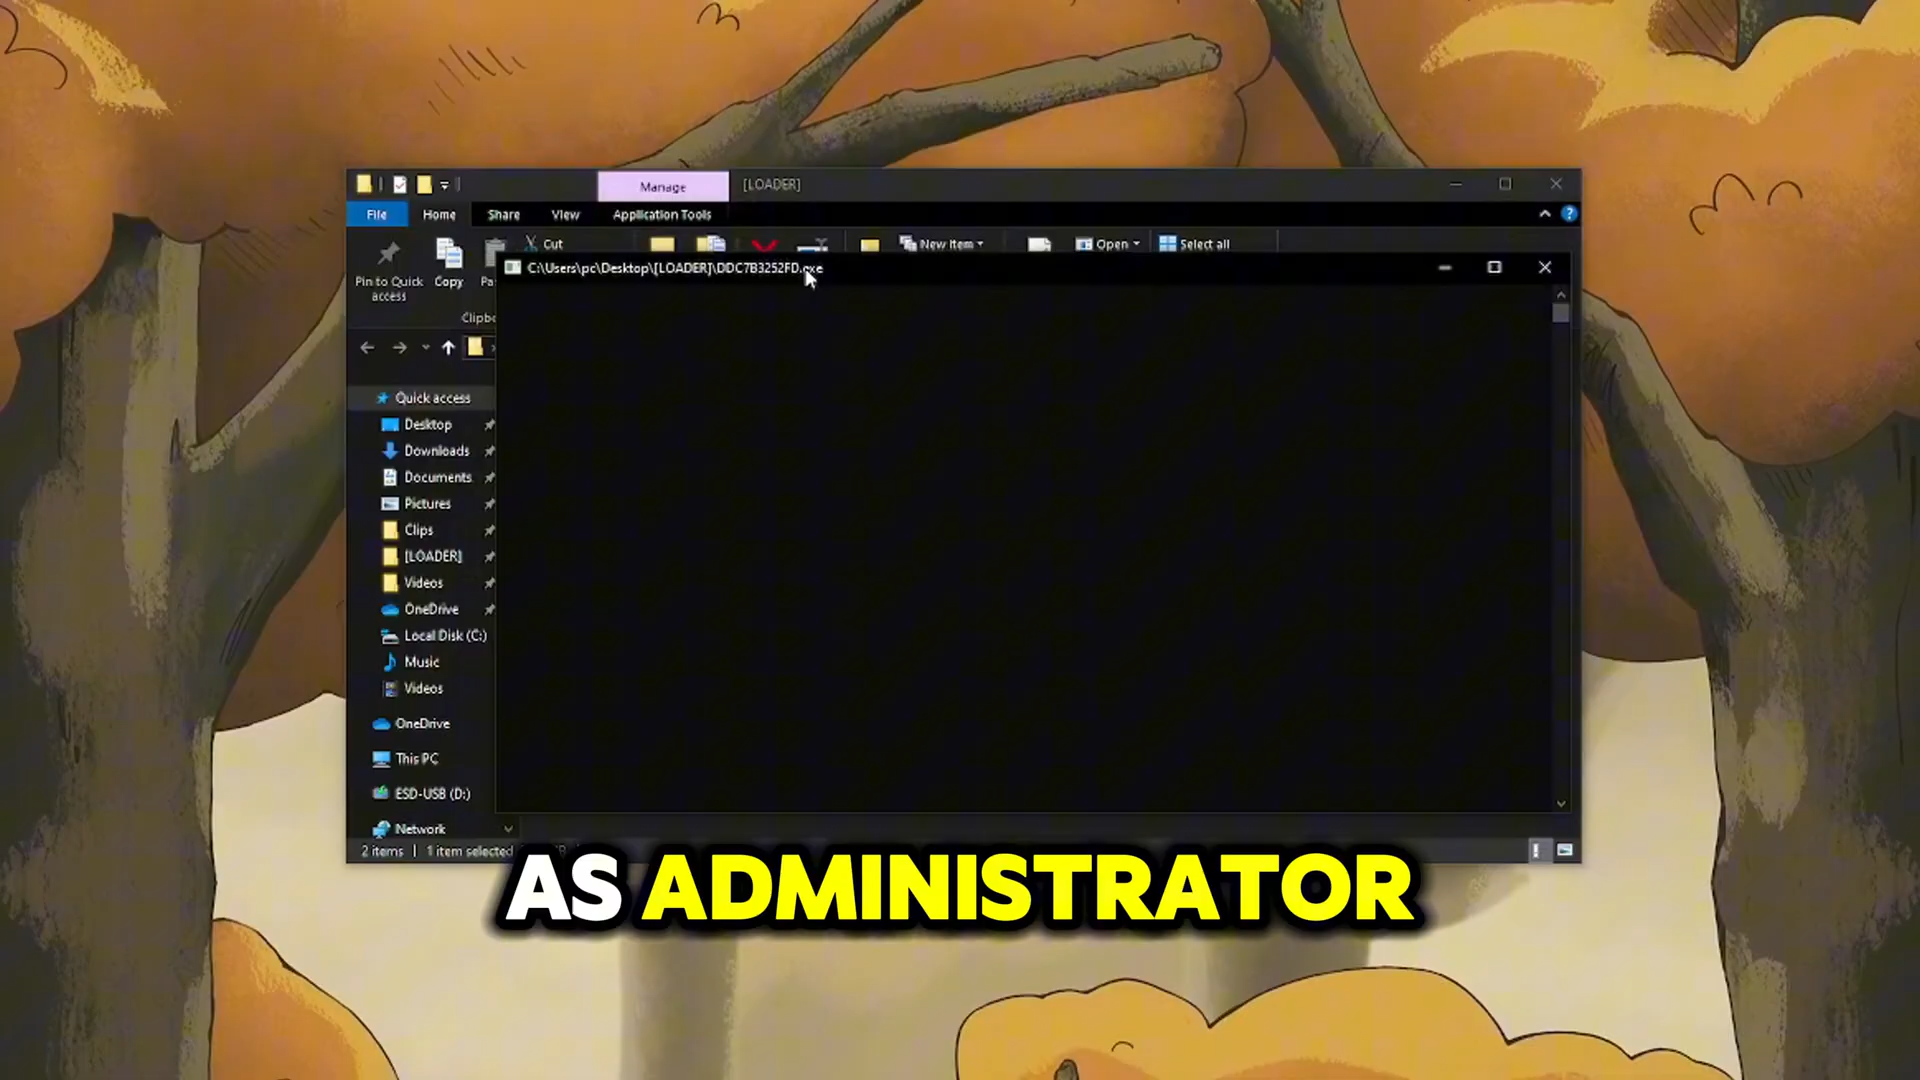 Manage
[LOADER]
File
Home
Share
View
Application Tools
Cut
New item
Open
Select all
C:\Users\pc\Desktop\[LOADER]\DDC7B3252FD.exe
Pin to Quick
access
Copy
Pa
Clipbo
Quick access
Desktop
Downloads
Documents
Pictures
Clips
[LOADER]
Videos
OneDrive
Local Disk (C:)
Music
Videos
OneDrive
This PC
ESD-USB (D:)
Network
2 items
1 item selected
AS ADMINISTRATOR